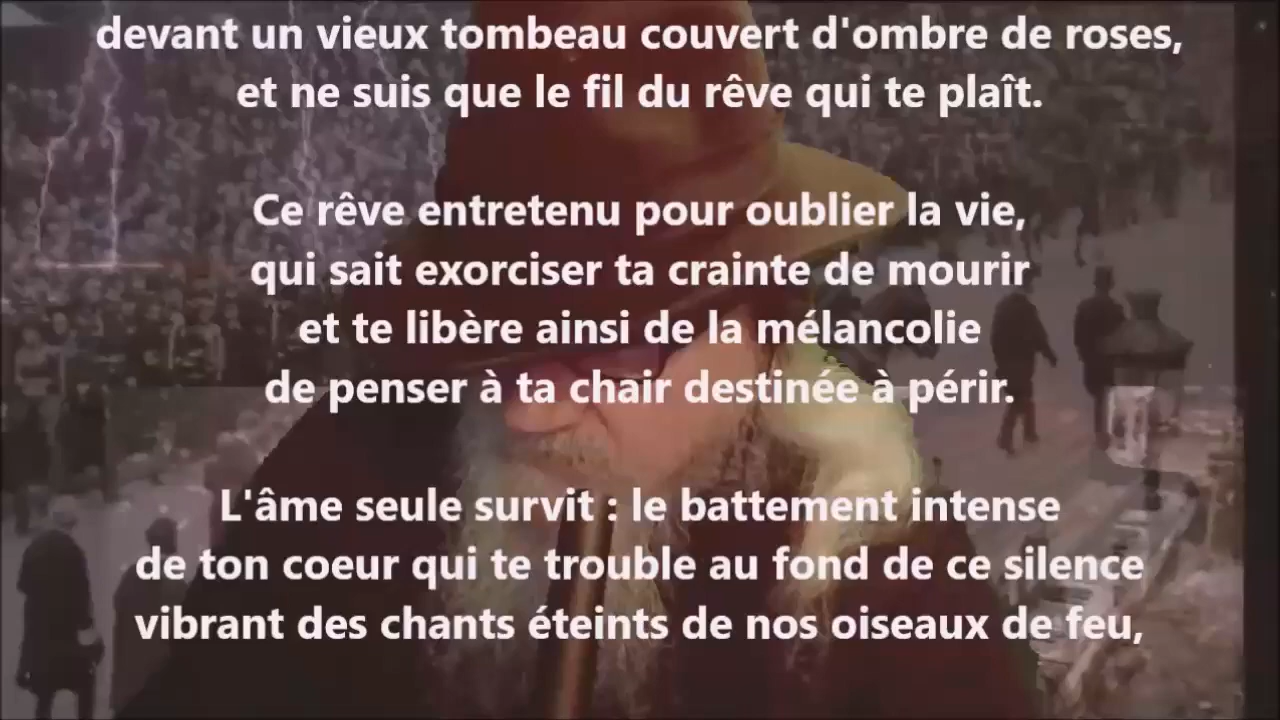 devant un vieux tombeau couvert d'ombre de roses,
et ne suis que le fil du rêve qui te plaît.
Ce rêve entretenu pour oublier la vie,
qui sait exorciser ta crainte de mourir
et te libère ainsi de la mélancolie
de penser à ta chair destinée à périr.
L'âme seule survit : le battement intense
de ton coeur qui te trouble au fond de ce silence
vibrant des chants éteints de nos oiseaux de feu,